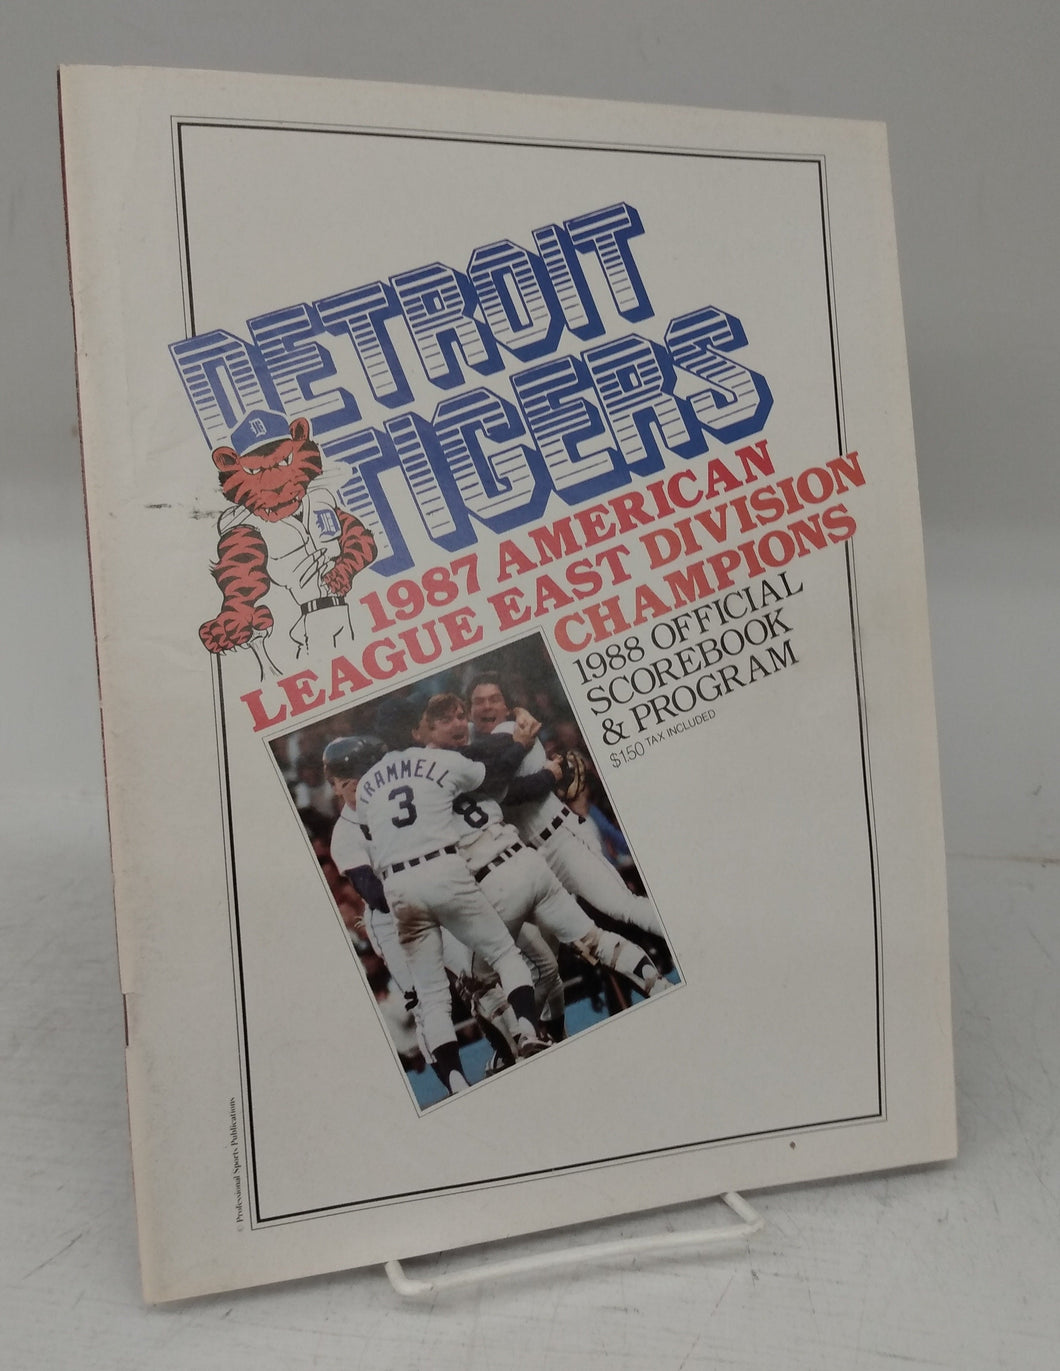 DETROIT
TIGERS
1987 AMERICAN
LEAGUE EAST DIVISION
CHAMPIONS
1988 OFFICIAL
SCOREBOOK
& PROGRAM
$1.50 TAX INCLUDED
D
D
TRAMMELL
3
8
© Professional Sports Publications